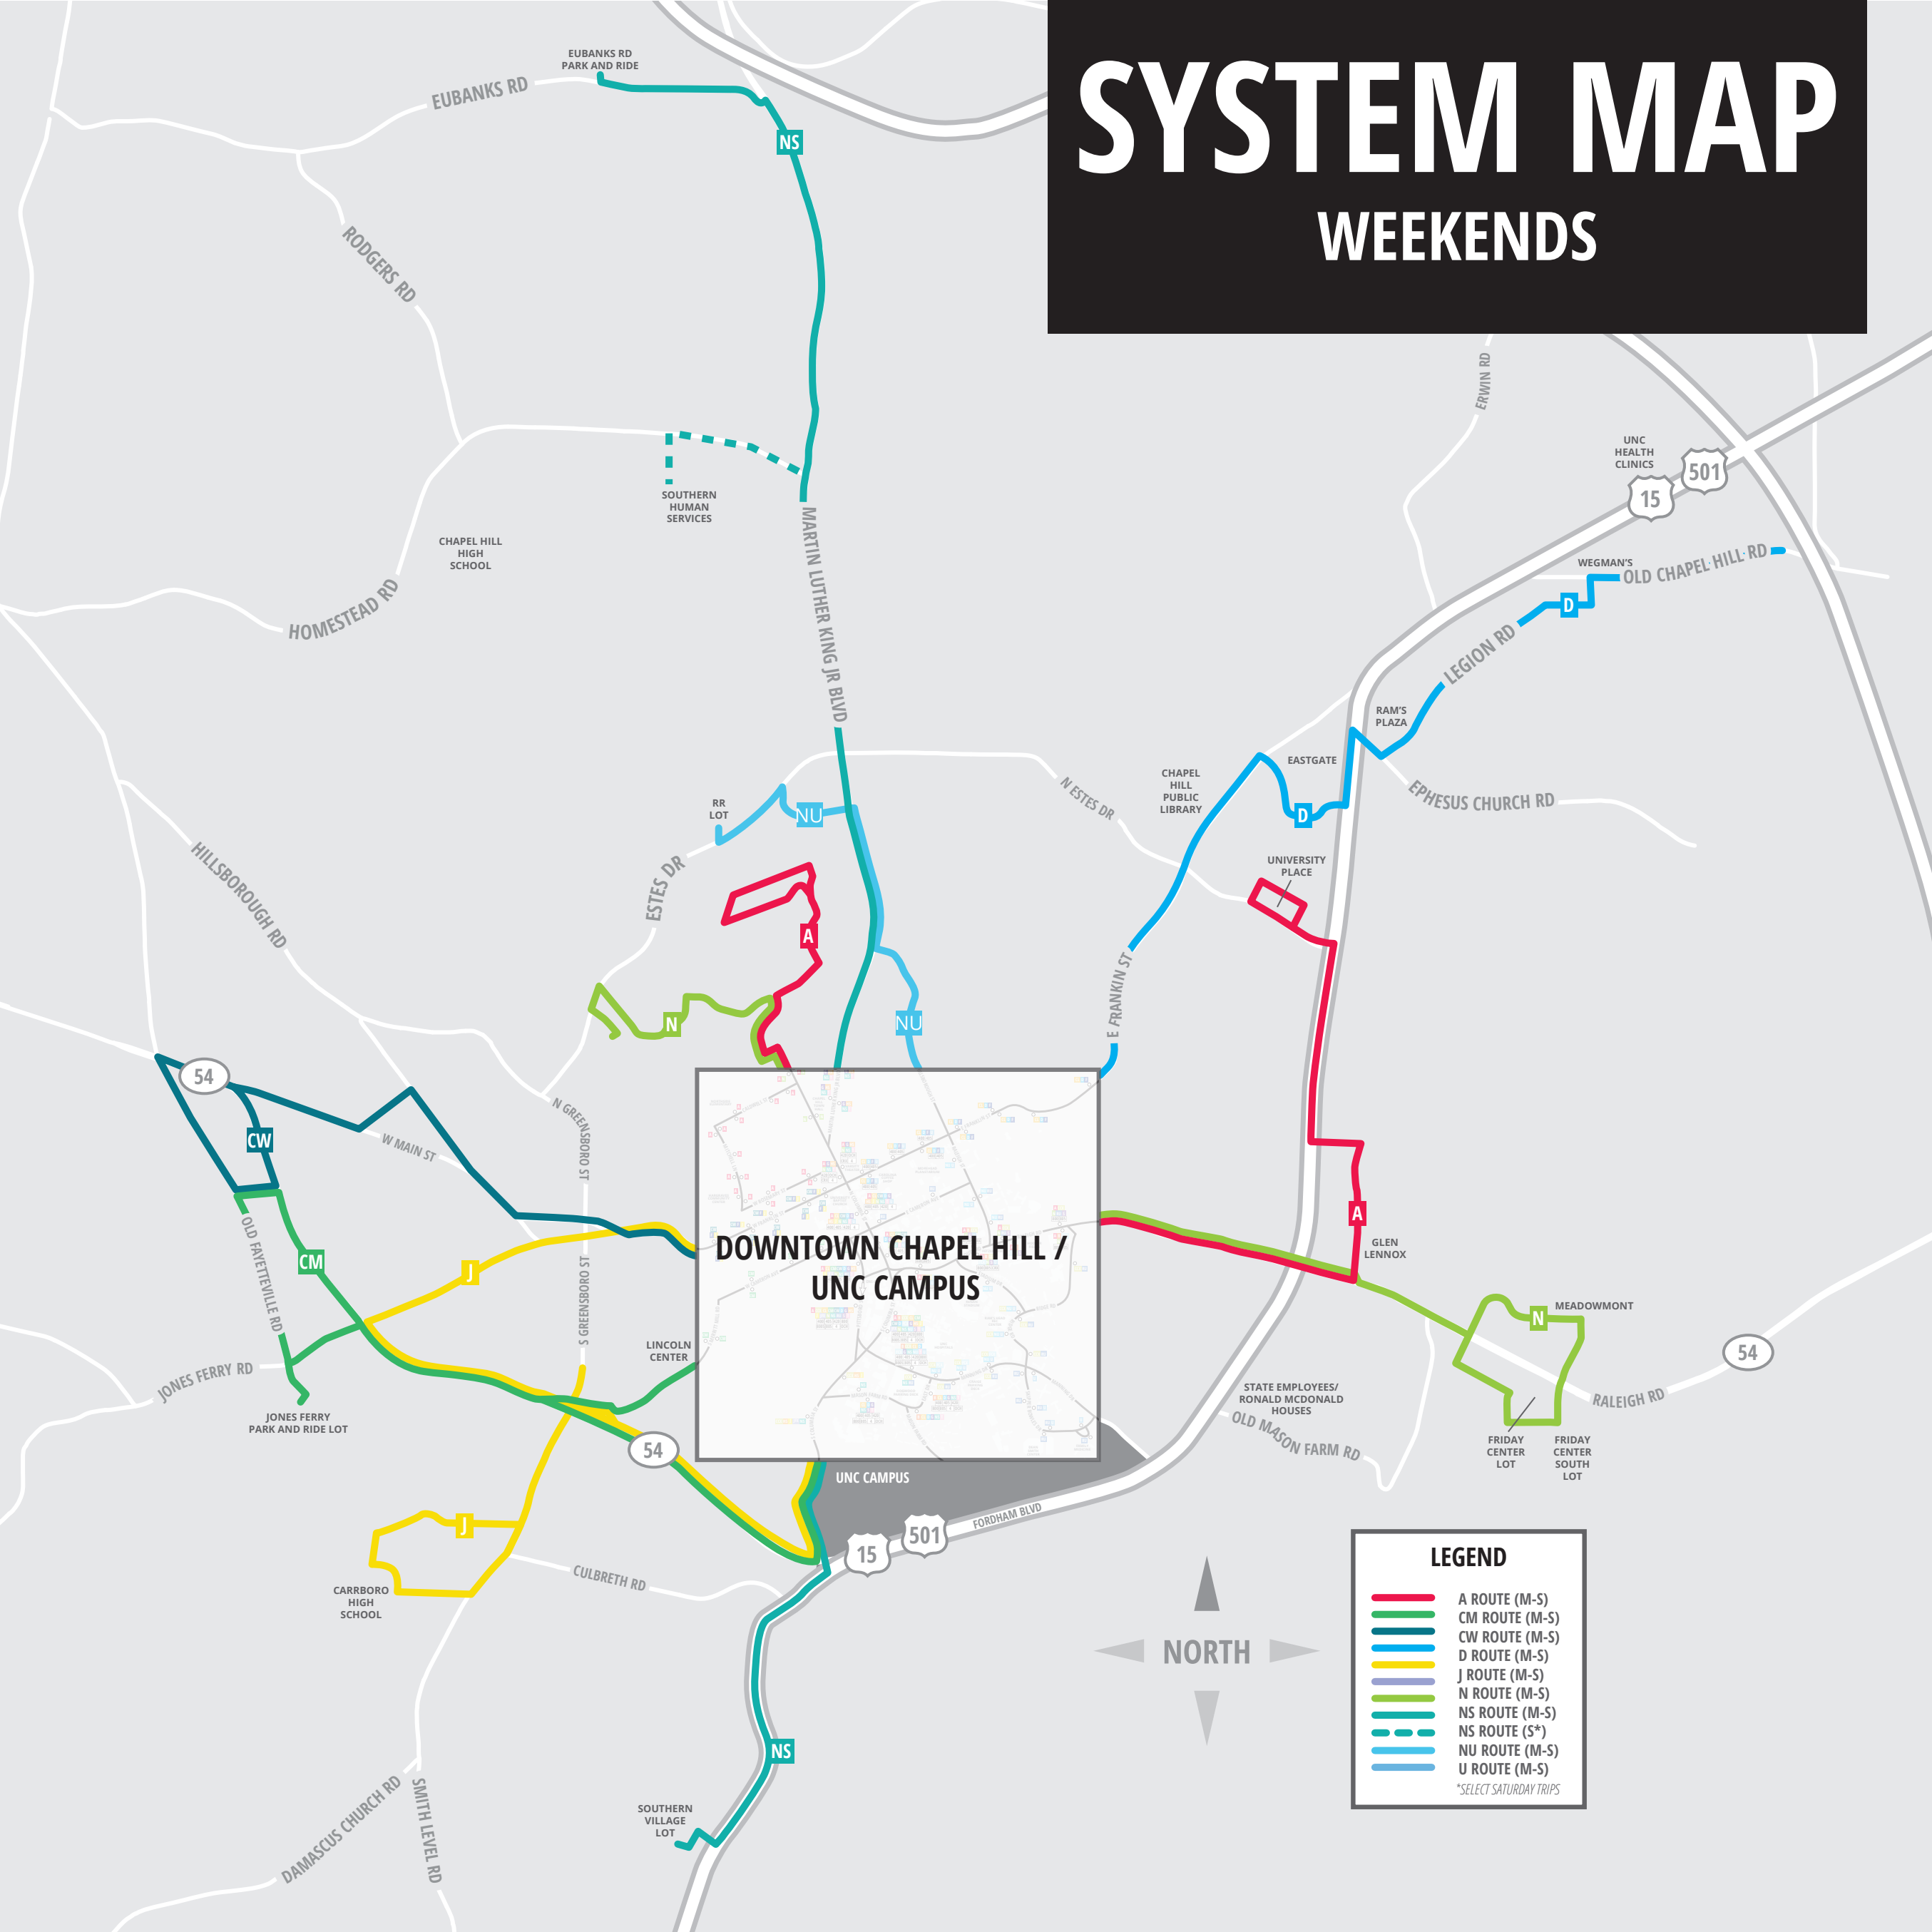 SYSTEM MAP
WEEKENDS
EUBANKS RD
PARK AND RIDE
EUBANKS RD
NS
RODGERS RD
ERWIN RD
UNC
HEALTH
CLINICS
501
15
SOUTHERN
HUMAN
SERVICES
CHAPEL HILL
HIGH
SCHOOL
MARTIN LUTHER KING JR BLVD
HOMESTEAD RD
WEGMAN'S
OLD CHAPEL HILL RD
D
LEGION RD
RAM'S
PLAZA
EASTGATE
CHAPEL
HILL
PUBLIC
LIBRARY
N ESTES DR
EPHESUS CHURCH RD
D
RR
LOT
NU
ESTES DR
HILLSBOROUGH RD
UNIVERSITY
PLACE
A
E FRANKIN ST
N
NU
54
N GREENSBORO ST
CW
W MAIN ST
OLD FAYETTEVILLE RD
CM
J
S GREENSBORO ST
DOWNTOWN CHAPEL HILL /
UNC CAMPUS
A
GLEN
LENNOX
N
MEADOWMONT
LINCOLN
CENTER
54
JONES FERRY RD
JONES FERRY
PARK AND RIDE LOT
STATE EMPLOYEES/
RONALD MCDONALD
HOUSES
RALEIGH RD
OLD MASON FARM RD
FRIDAY
CENTER
LOT
FRIDAY
CENTER
SOUTH
LOT
54
UNC CAMPUS
FORDHAM BLVD
501
15
J
CULBRETH RD
CARRBORO
HIGH
SCHOOL
NORTH
NS
SOUTHERN
VILLAGE
LOT
DAMASCUS CHURCH RD
SMITH LEVEL RD
LEGEND
A ROUTE (M-S)
CM ROUTE (M-S)
CW ROUTE (M-S)
D ROUTE (M-S)
J ROUTE (M-S)
N ROUTE (M-S)
NS ROUTE (M-S)
NS ROUTE (S*)
NU ROUTE (M-S)
U ROUTE (M-S)
*SELECT SATURDAY TRIPS